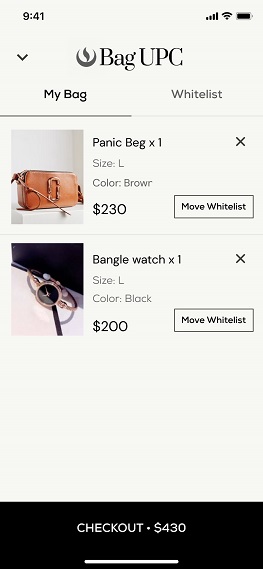 9:41
Bag UPC
My Bag
Whitelist
Panic Beg x 1
Size: L
Color: Browr
$230
Move Whitelist
Bangle watch x 1
Size: L
Color: Black
$200
Move Whitelist
CHECKOUT • $430